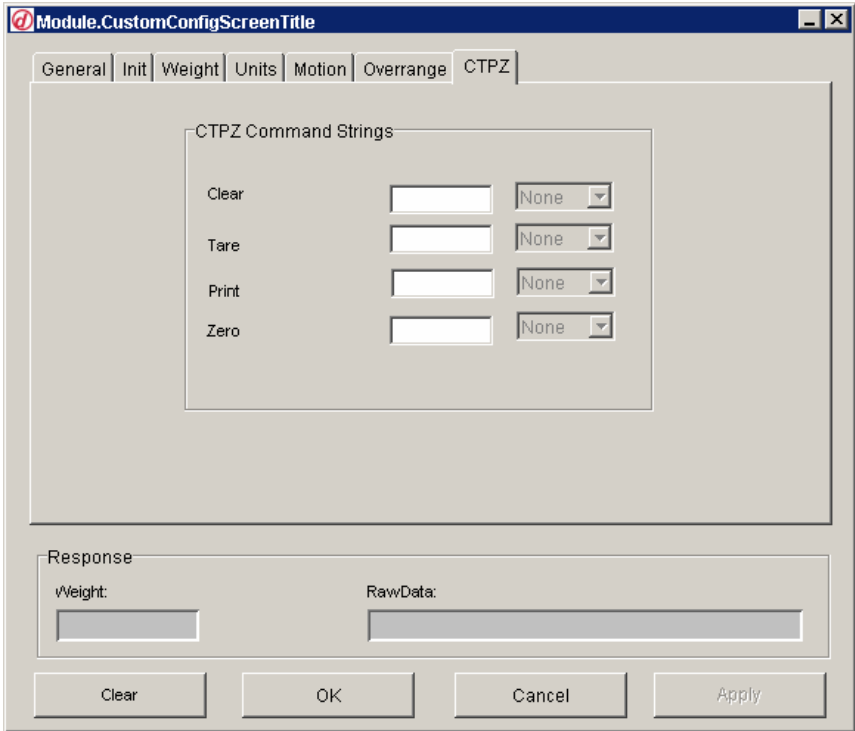 Module.CustomConfigScreenTitle
General Init Weight Units Motion Overrange CTPZ
CTPZ Command Strings
Clear None
Tare None
Print None
Zero None
Response
Weight: RawData:
Clear OK Cancel Apply